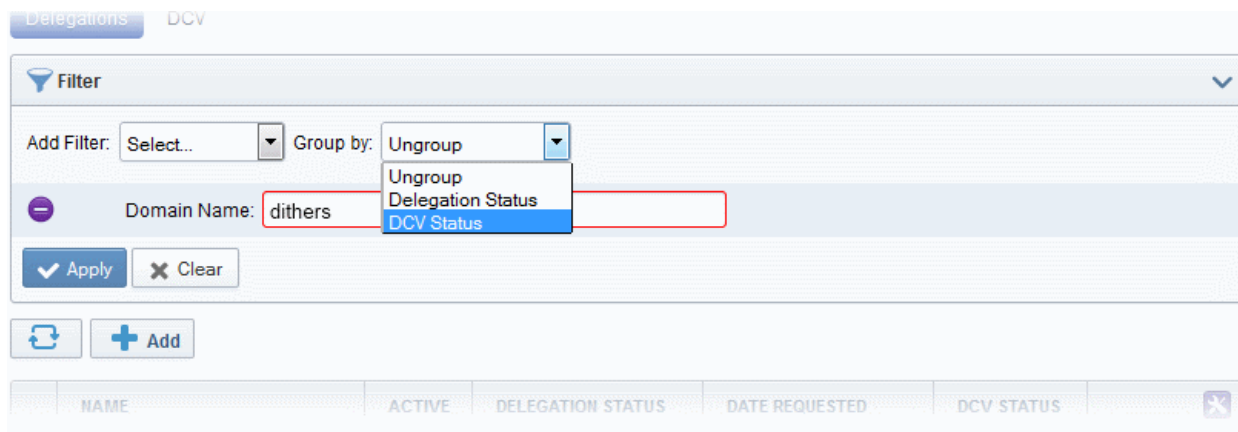 Delegations DCV
Filter
Add Filter: Select... Group by: Ungroup
Ungroup
Delegation Status
DCV Status
Domain Name: dithers
Apply Clear
Add
NAME ACTIVE DELEGATION STATUS DATE REQUESTED DCV STATUS